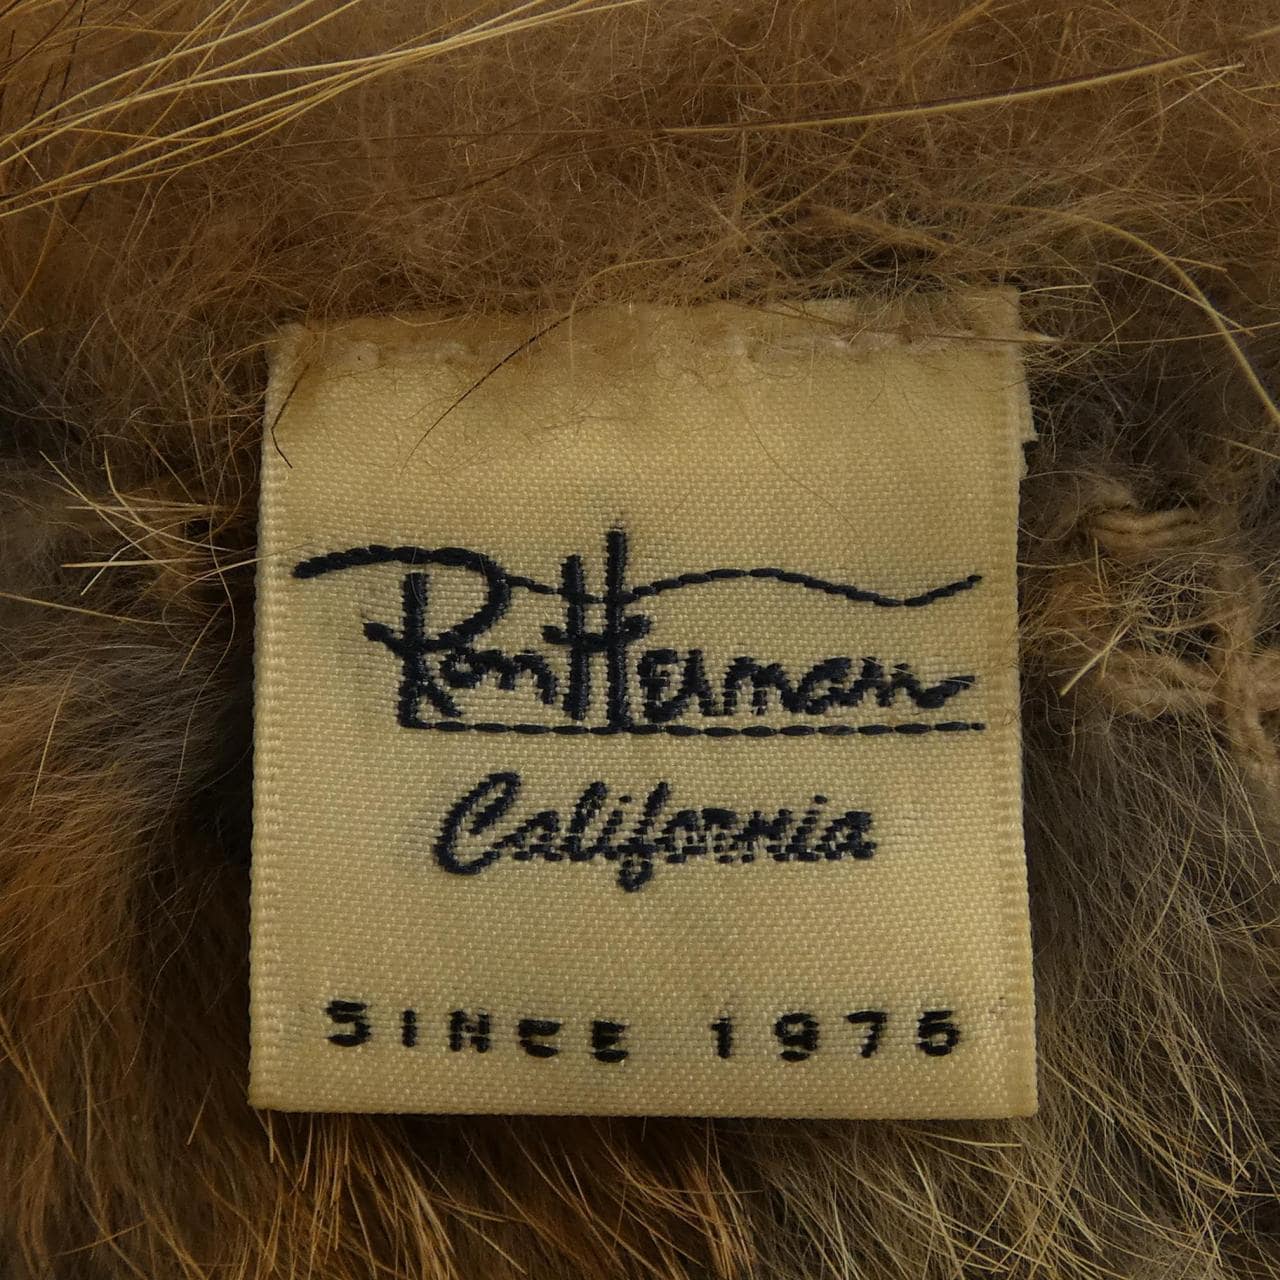 Ron Herman
California
SINCE 1976